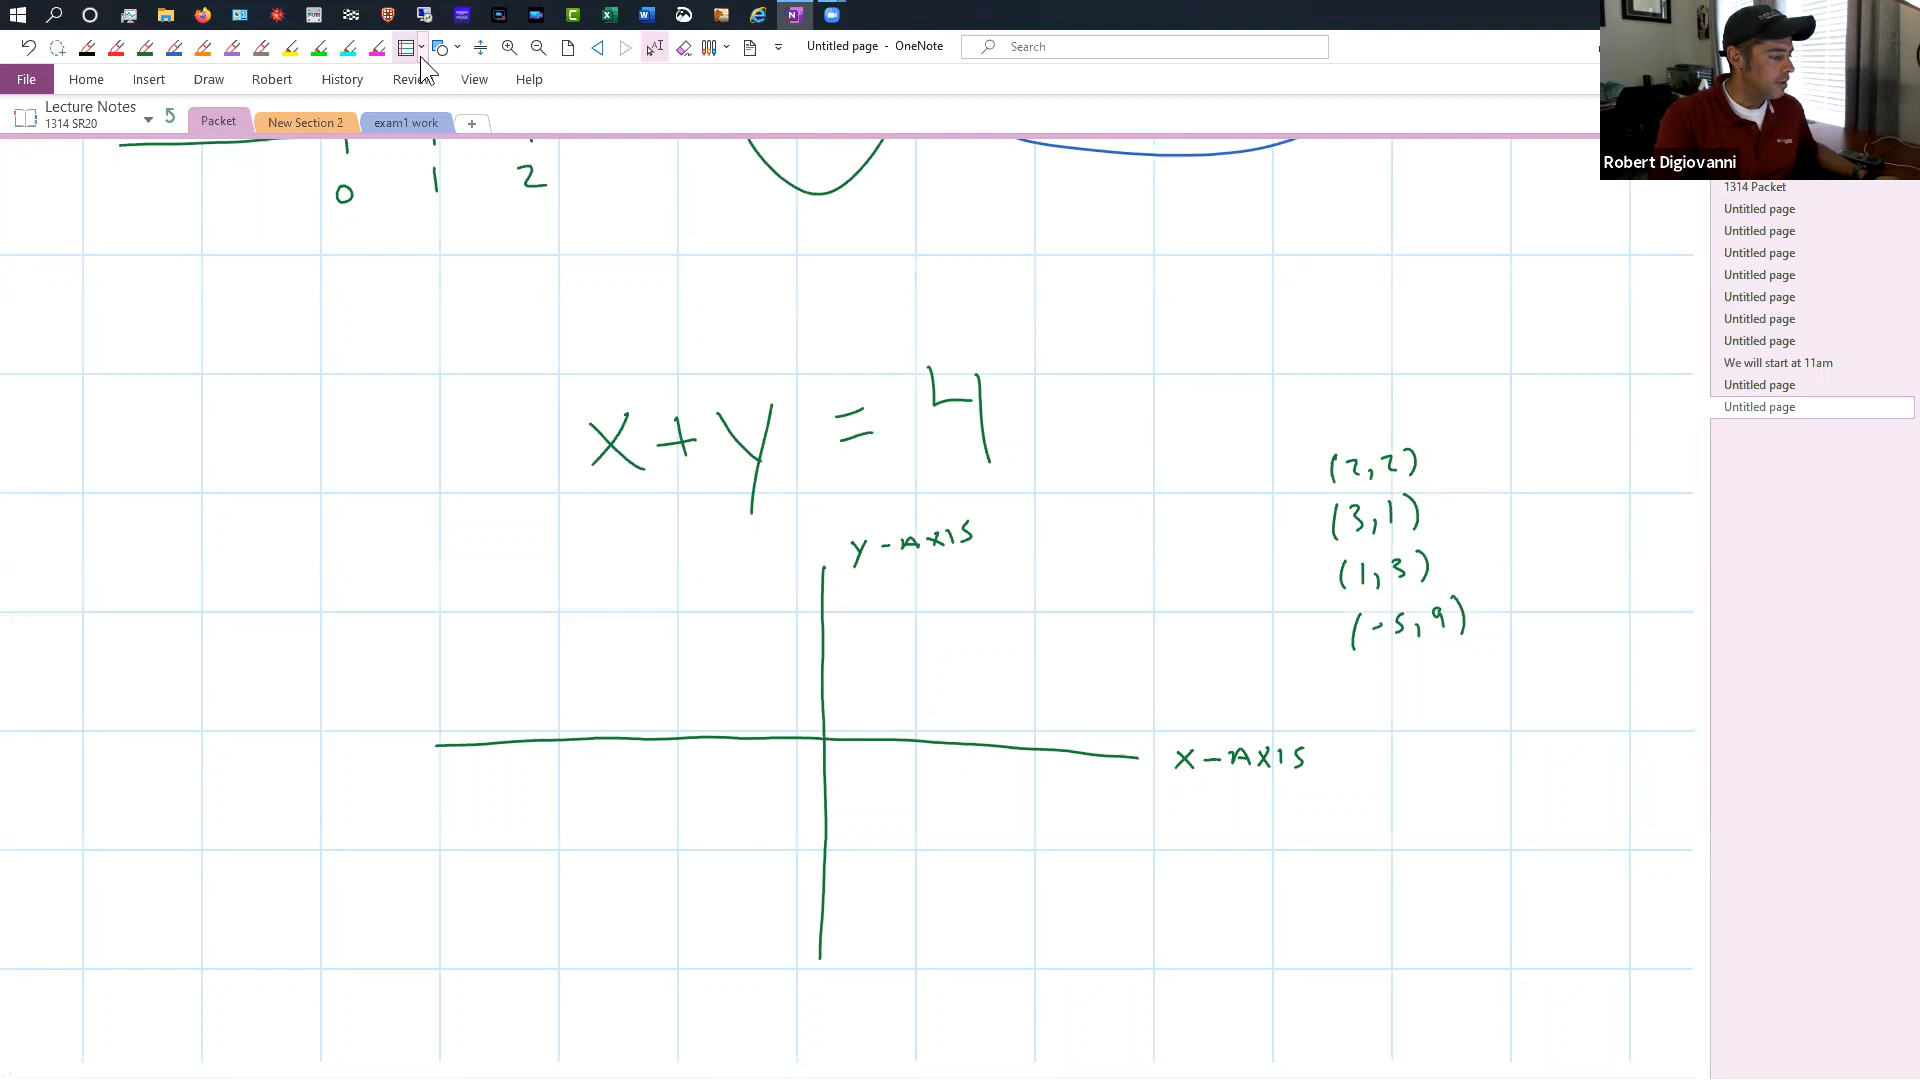 Untitled page - OneNote
Search
File Home Insert Draw Robert History Review View Help
Lecture Notes
1314 SR20
Packet
New Section 2
exam1 work
Robert Digiovanni
1314 Packet
Untitled page
Untitled page
Untitled page
Untitled page
Untitled page
Untitled page
Untitled page
We will start at 11am
Untitled page
Untitled page
0 1 2
x + y = 4
(2,2)
(3,1)
(1,3)
(-5,9)
y-AXIS
x-AXIS